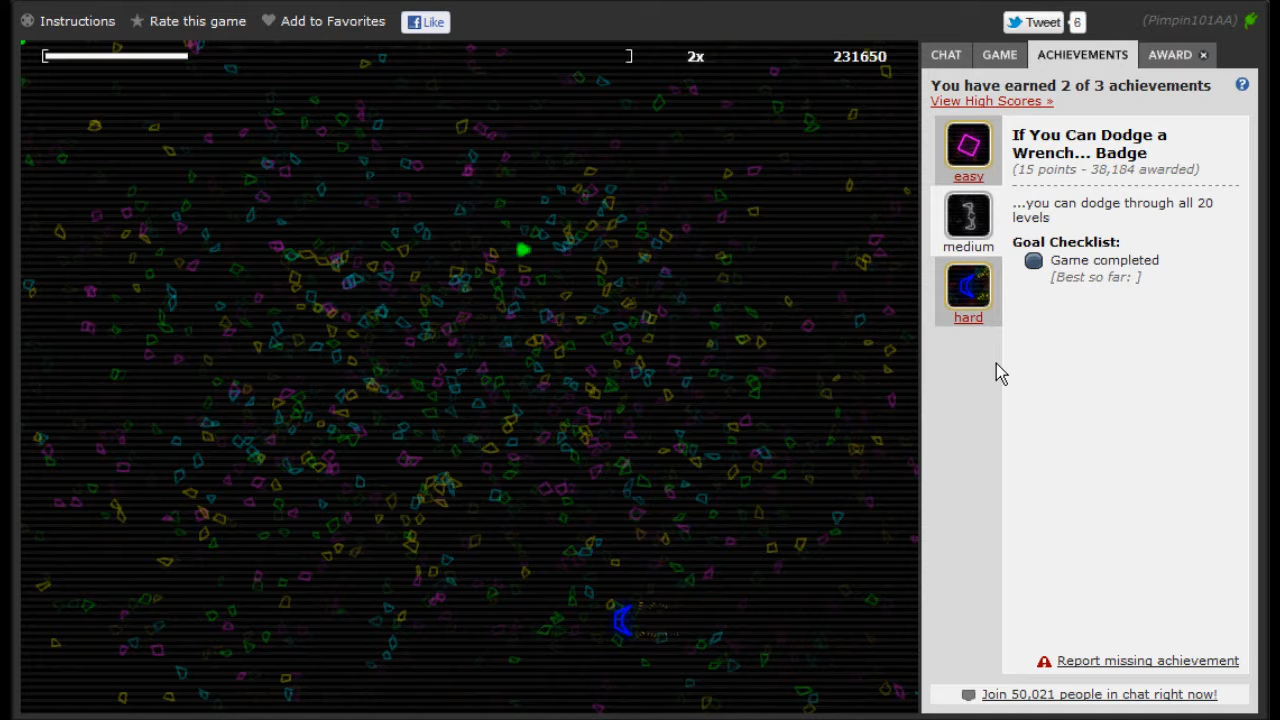 Instructions Rate this game Add to Favorites Like Tweet 6 (Pimpin101AA)
2x 231650
CHAT GAME ACHIEVEMENTS AWARD x
You have earned 2 of 3 achievements ?
View High Scores »
easy
medium
hard
If You Can Dodge a
Wrench... Badge
(15 points - 38,184 awarded)
...you can dodge through all 20
levels
Goal Checklist:
Game completed
[Best so far: ]
Report missing achievement
Join 50,021 people in chat right now!